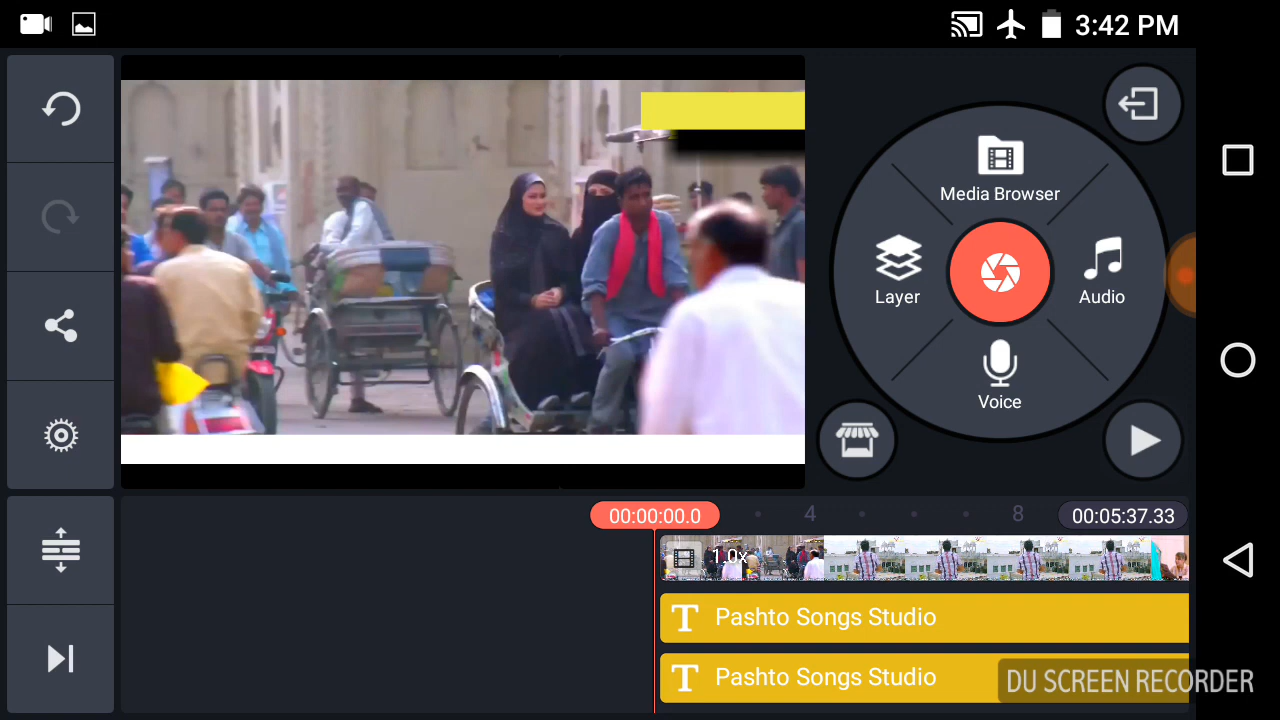 3:42 PM
Media Browser
Layer
Audio
Voice
00:00:00.0
4
8
00:05:37.33
1.0x
T Pashto Songs Studio
T Pashto Songs Studio
DU SCREEN RECORDER